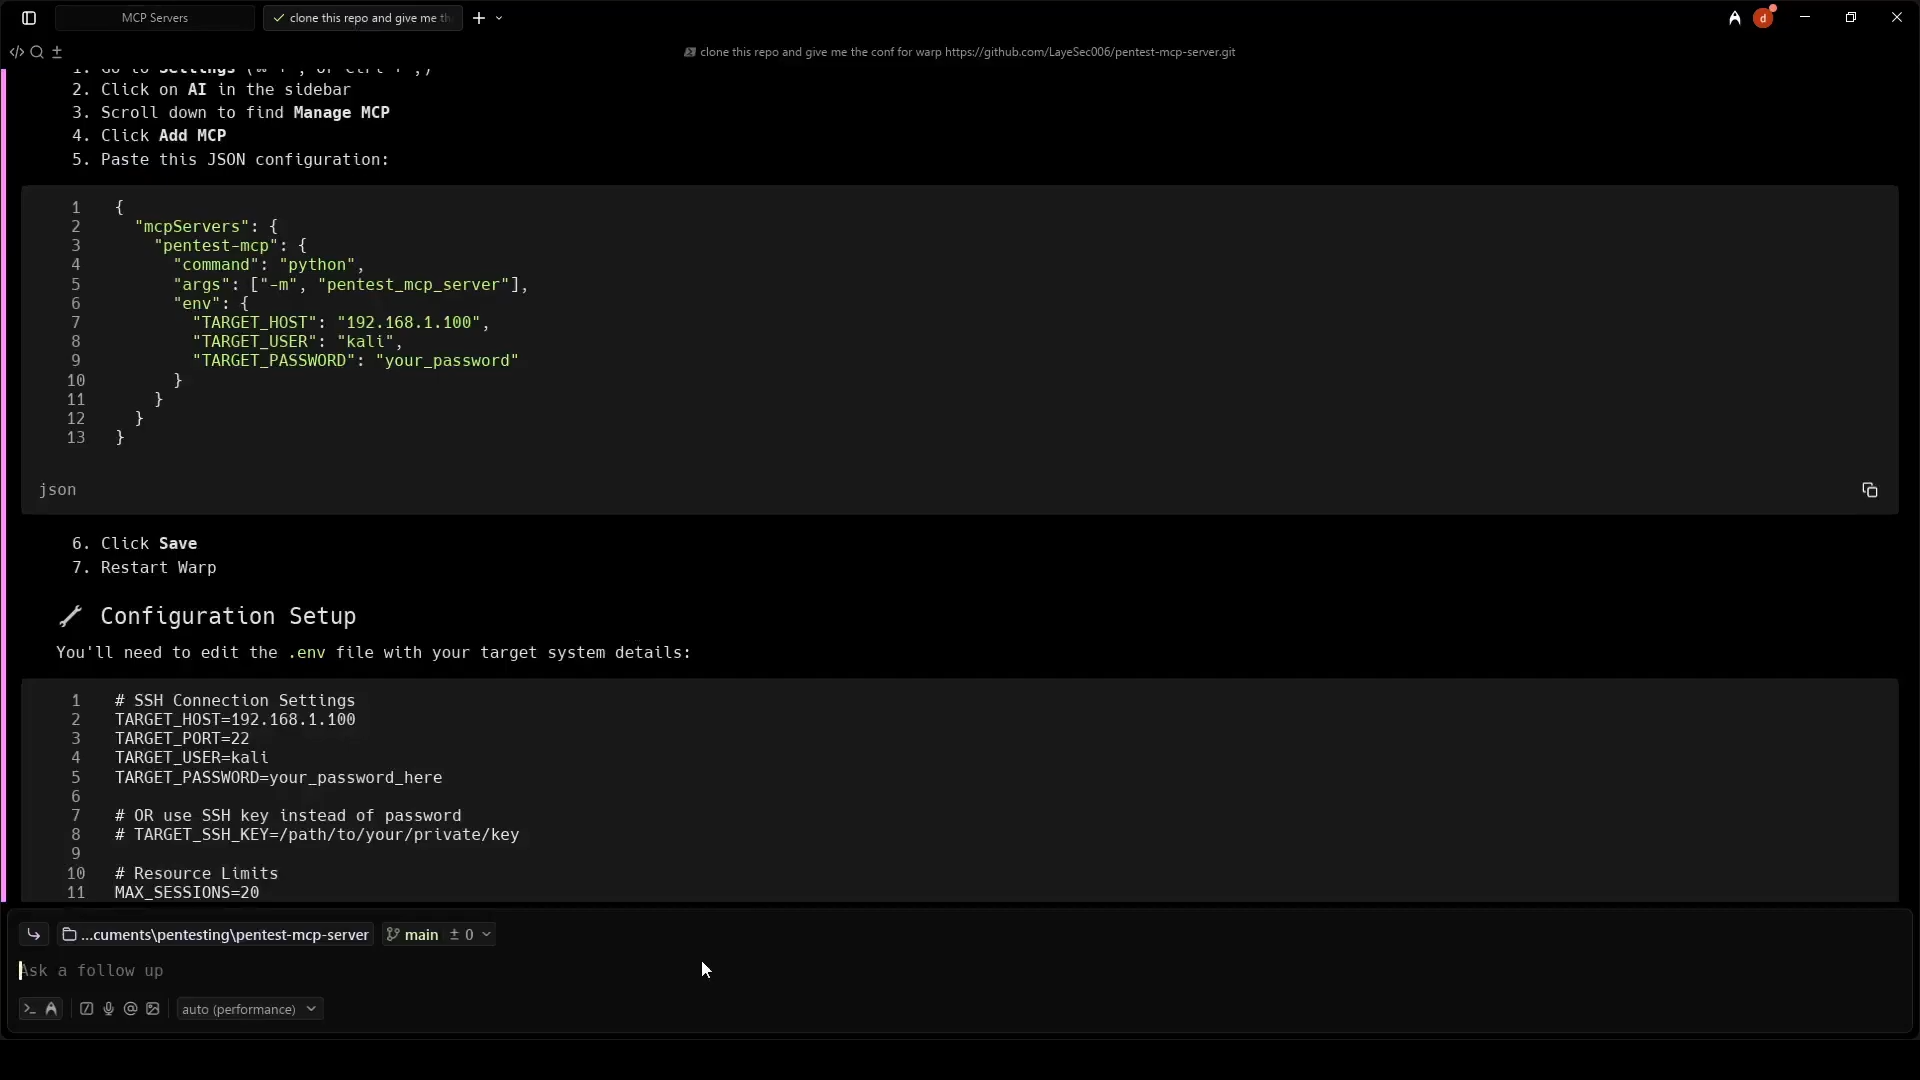 MCP Servers
clone this repo and give me th
clone this repo and give me the conf for warp https://github.com/LayeSec006/pentest-mcp-server.git
1. Go to Settings
2. Click on AI in the sidebar
3. Scroll down to find Manage MCP
4. Click Add MCP
5. Paste this JSON configuration:
1 {
2 "mcpServers": {
3 "pentest-mcp": {
4 "command": "python",
5 "args": ["-m", "pentest_mcp_server"],
6 "env": {
7 "TARGET_HOST": "192.168.1.100",
8 "TARGET_USER": "kali",
9 "TARGET_PASSWORD": "your_password"
10 }
11 }
12 }
13 }
json
6. Click Save
7. Restart Warp
Configuration Setup
You'll need to edit the .env file with your target system details:
1 # SSH Connection Settings
2 TARGET_HOST=192.168.1.100
3 TARGET_PORT=22
4 TARGET_USER=kali
5 TARGET_PASSWORD=your_password_here
6
7 # OR use SSH key instead of password
8 # TARGET_SSH_KEY=/path/to/your/private/key
9
10 # Resource Limits
11 MAX_SESSIONS=20
...cuments\pentesting\pentest-mcp-server main ± 0
Ask a follow up
auto (performance)
d